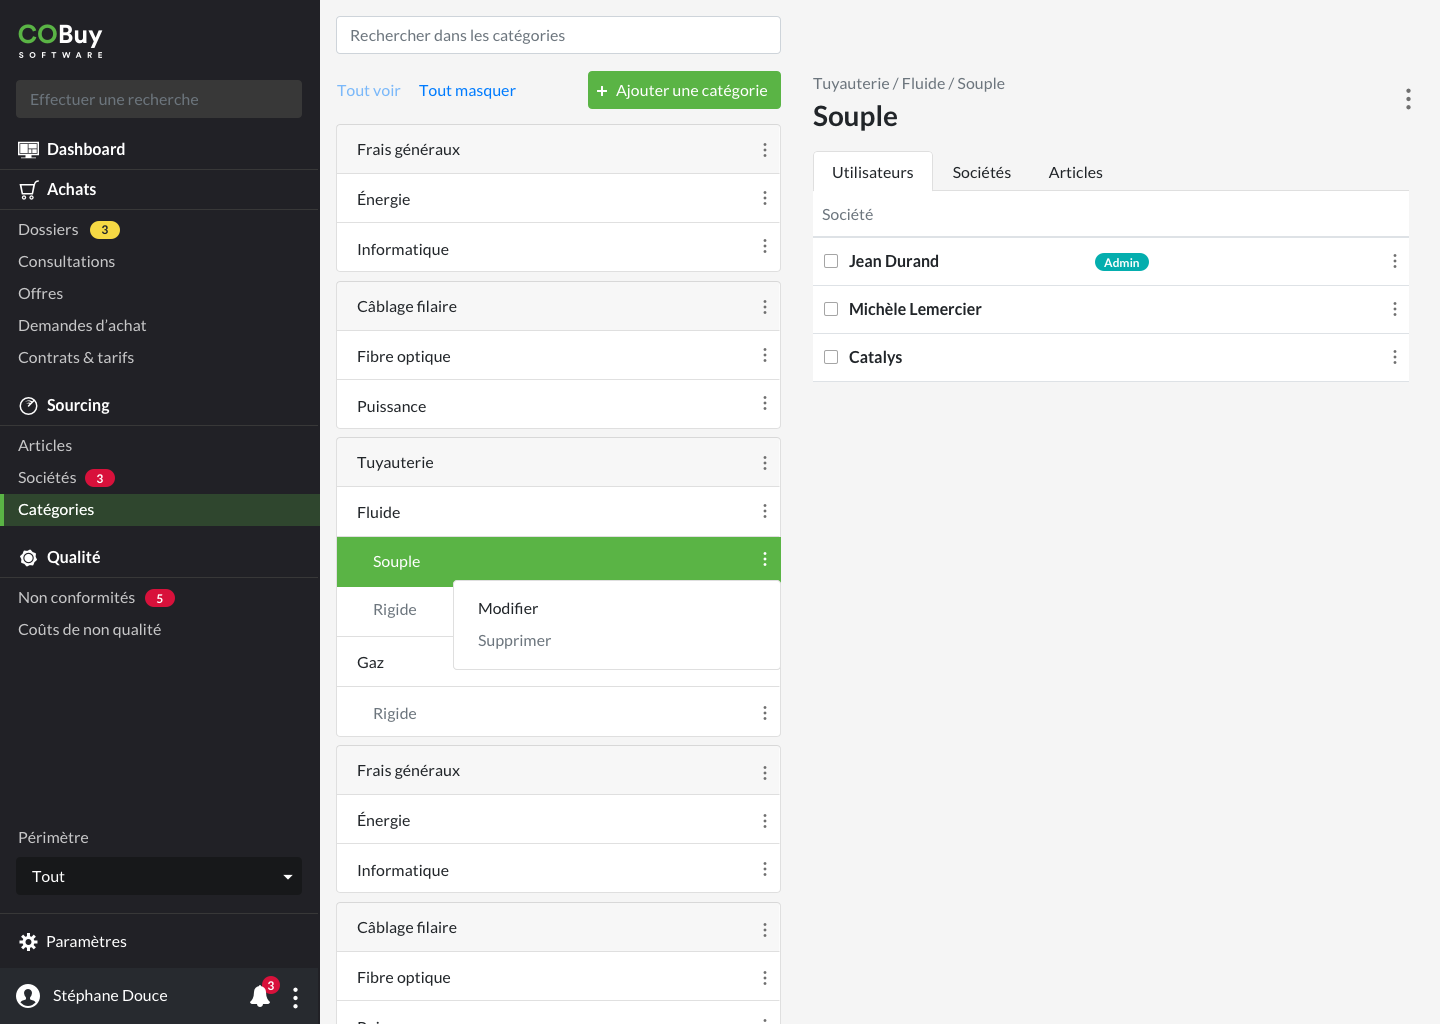 COBuy
SOFTWARE
Effectuer une recherche
Dashboard
Achats
Dossiers 3
Consultations
Offres
Demandes d’achat
Contrats & tarifs
Sourcing
Articles
Sociétés 3
Catégories
Qualité
Non conformités 5
Coûts de non qualité
Périmètre
Tout
Paramètres
Stéphane Douce 3
Rechercher dans les catégories
Tout voir Tout masquer + Ajouter une catégorie
Frais généraux
Énergie
Informatique
Câblage filaire
Fibre optique
Puissance
Tuyauterie
Fluide
Souple
Rigide
Modifier
Supprimer
Gaz
Rigide
Frais généraux
Énergie
Informatique
Câblage filaire
Fibre optique
Tuyauterie / Fluide / Souple
Souple
Utilisateurs Sociétés Articles
Société
Jean Durand Admin
Michèle Lemercier
Catalys